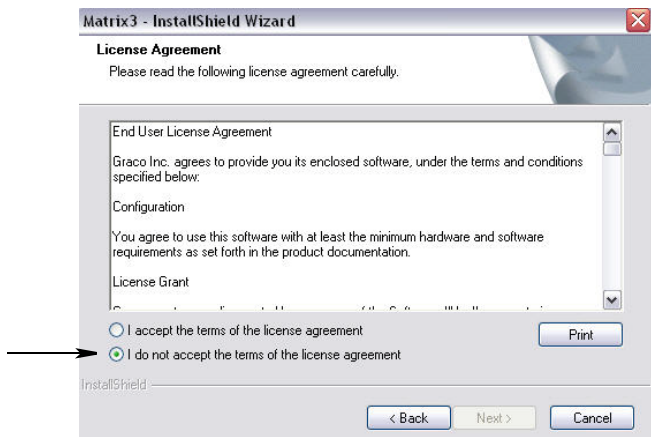 Matrix3 - InstallShield Wizard
License Agreement
Please read the following license agreement carefully.
End User License Agreement
Graco Inc. agrees to provide you its enclosed software, under the terms and conditions
specified below:
Configuration
You agree to use this software with at least the minimum hardware and software
requirements as set forth in the product documentation.
License Grant
I accept the terms of the license agreement
Print
I do not accept the terms of the license agreement
InstallShield
< Back
Next >
Cancel